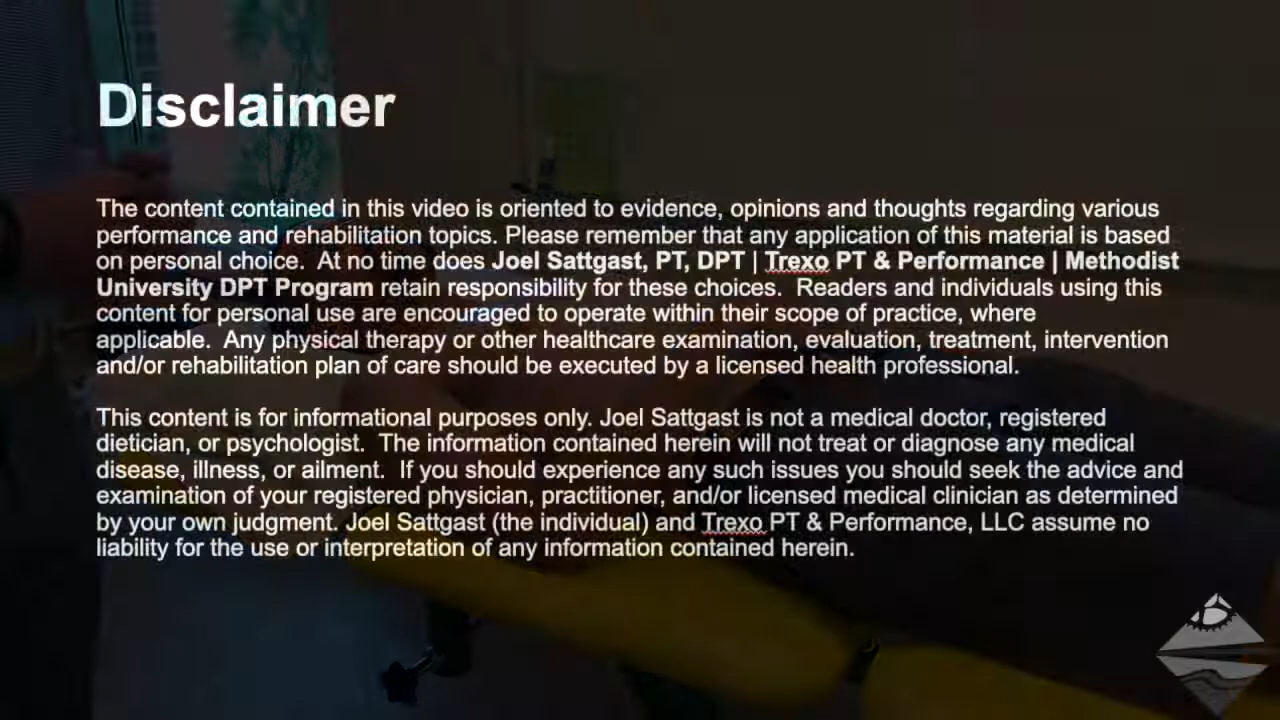 Disclaimer
The content contained in this video is oriented to evidence, opinions and thoughts regarding various
performance and rehabilitation topics. Please remember that any application of this material is based
on personal choice.  At no time does Joel Sattgast, PT, DPT | Trexo PT & Performance | Methodist
University DPT Program retain responsibility for these choices.  Readers and individuals using this
content for personal use are encouraged to operate within their scope of practice, where
applicable.  Any physical therapy or other healthcare examination, evaluation, treatment, intervention
and/or rehabilitation plan of care should be executed by a licensed health professional.
This content is for informational purposes only. Joel Sattgast is not a medical doctor, registered
dietician, or psychologist.  The information contained herein will not treat or diagnose any medical
disease, illness, or ailment.  If you should experience any such issues you should seek the advice and
examination of your registered physician, practitioner, and/or licensed medical clinician as determined
by your own judgment. Joel Sattgast (the individual) and Trexo PT & Performance, LLC assume no
liability for the use or interpretation of any information contained herein.